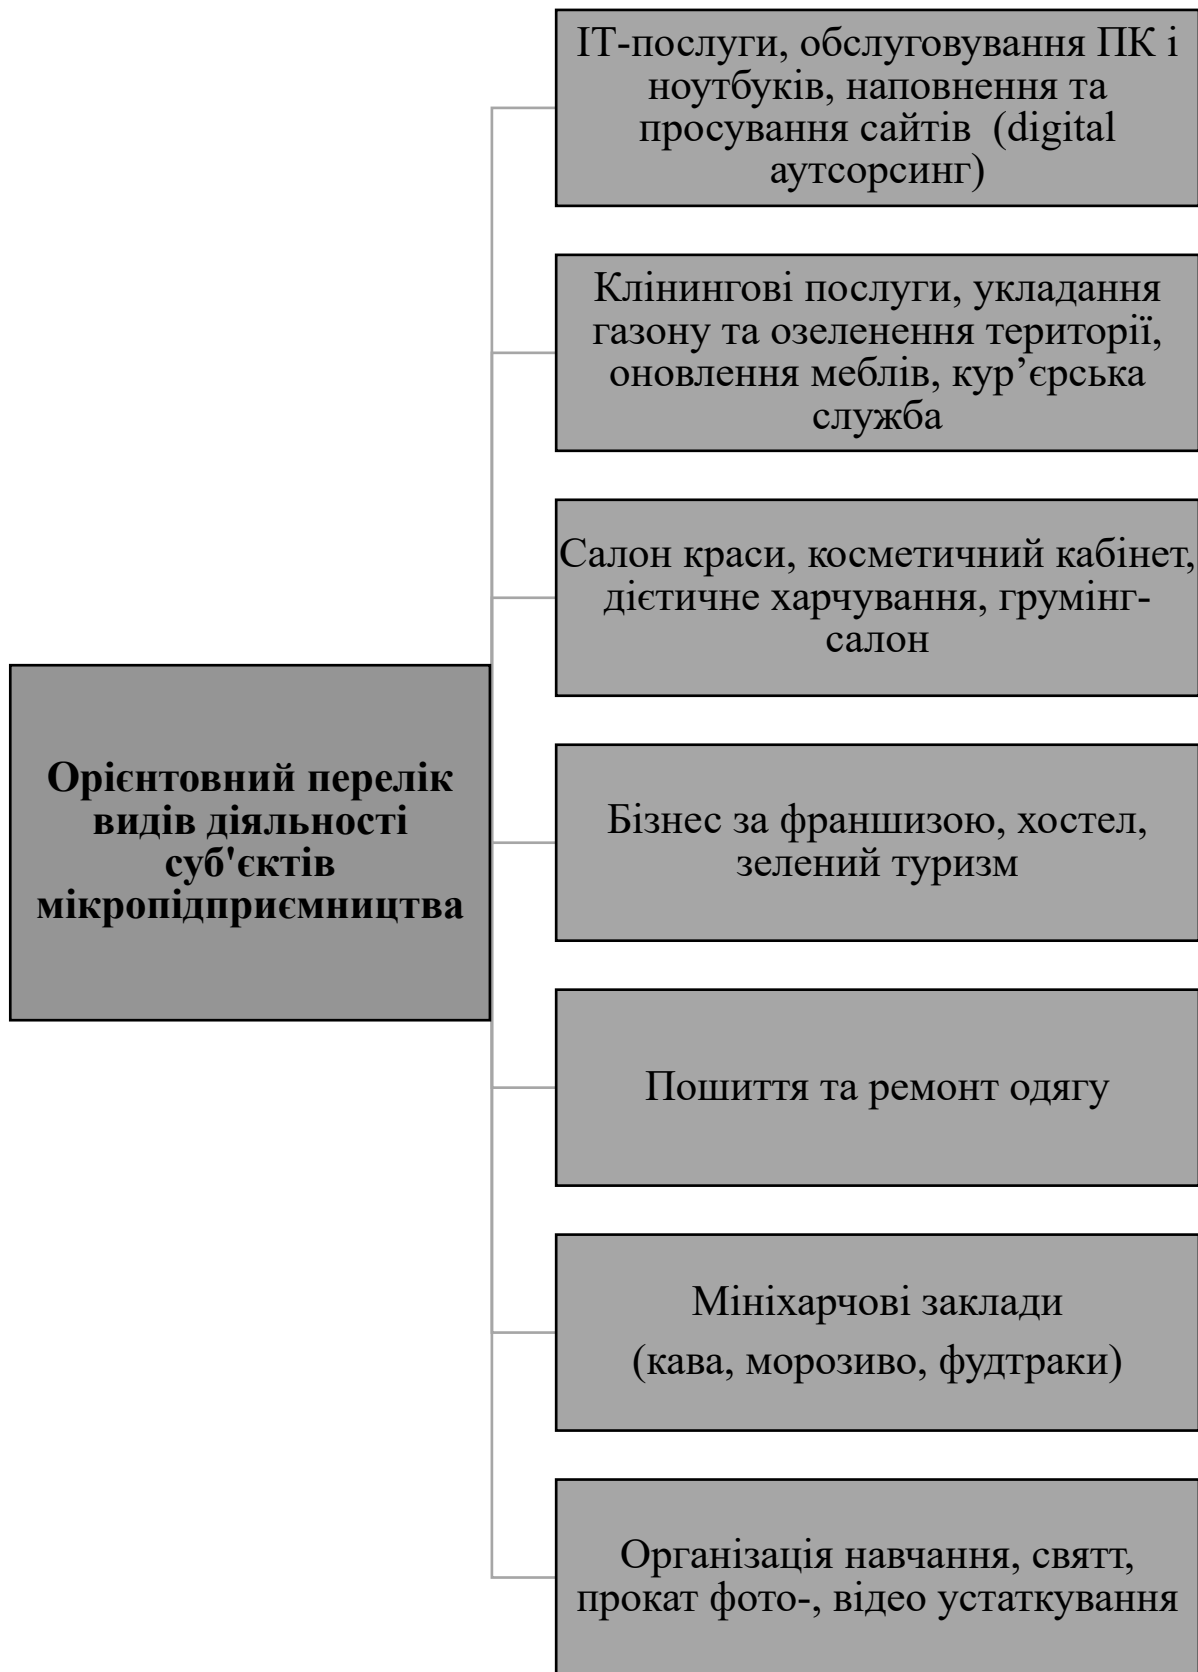 ІТ-послуги, обслуговування ПК і
ноутбуків, наповнення та
просування сайтів (digital
аутсорсинг)
Клінингові послуги, укладання
газону та озеленення території,
оновлення меблів, кур’єрська
служба
Салон краси, косметичний кабінет,
дієтичне харчування, грумінг-
салон
Орієнтовний перелік
видів діяльності
суб'єктів
мікропідприємництва
Бізнес за франшизою, хостел,
зелений туризм
Пошиття та ремонт одягу
Мініхарчові заклади
(кава, морозиво, фудтраки)
Організація навчання, святт,
прокат фото-, відео устаткування